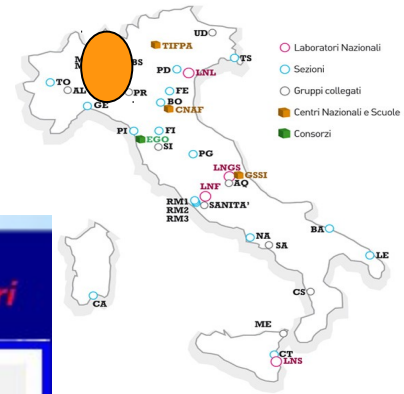 UD
TIFPA
BS
TS
PD
LNL
TO
AL
PR
FE
BO
CNAF
GE
PI
FI
EGO
SI
PG
LNGS
GSSI
AQ
LNF
RM1
SANITA'
RM2
RM3
NA
SA
BA
LE
CA
CS
ME
CT
LNS
Laboratori Nazionali
Sezioni
Gruppi collegati
Centri Nazionali e Scuole
Consorzi
ri